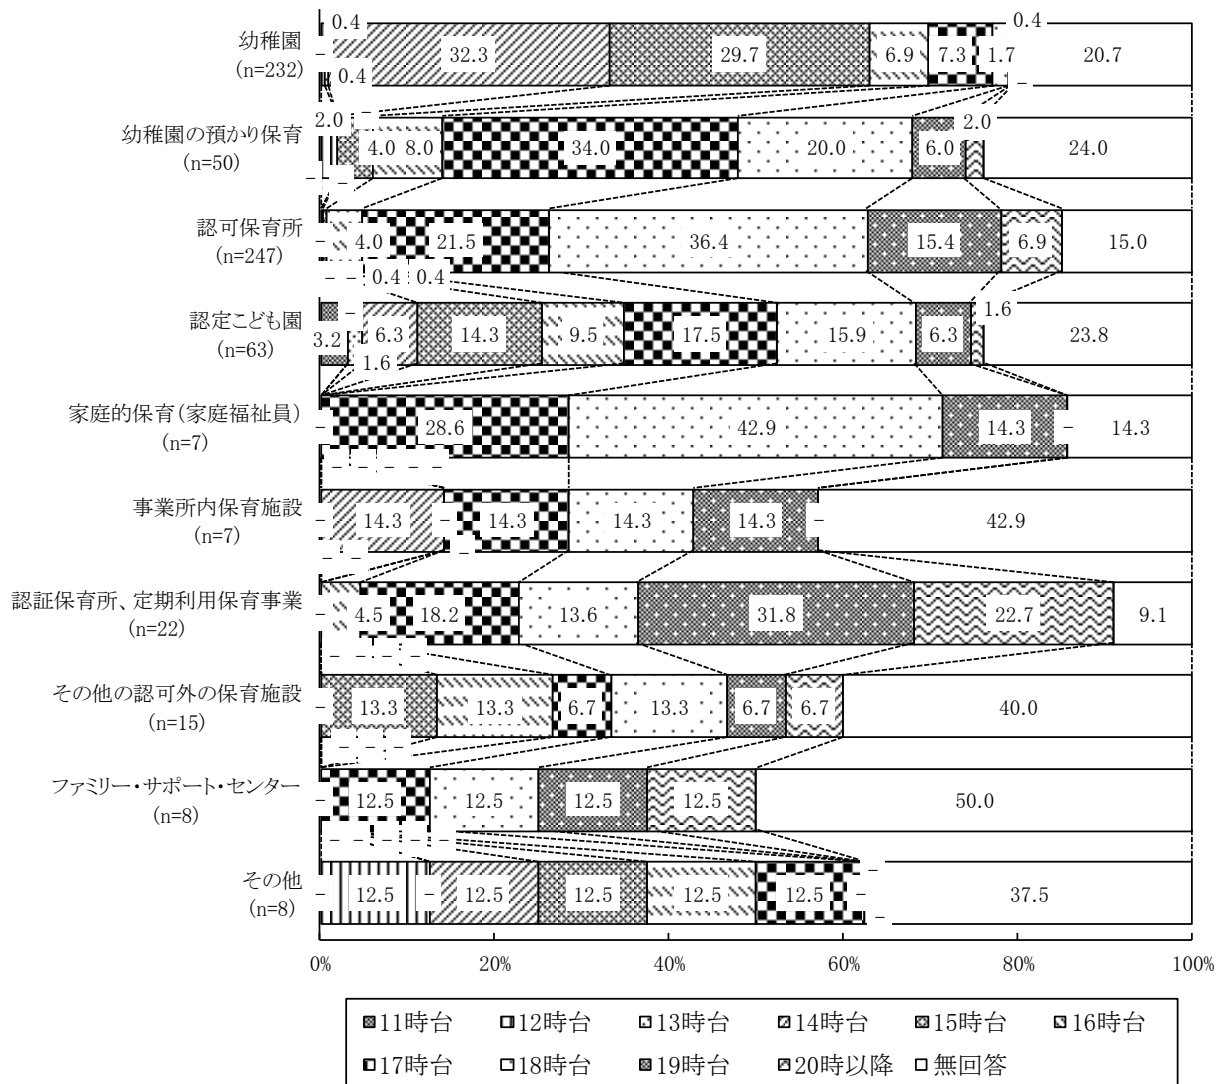 0.4
0.4
幼稚園
(n=232)
32.3
29.7
6.9
7.3
1.7
20.7
0.4
–
–
2.0
2.0
幼稚園の預かり保育
(n=50)
4.0
8.0
34.0
20.0
6.0
24.0
– –
認可保育所
(n=247)
–
4.0
21.5
36.4
15.4
6.9
15.0
– –
0.4
0.4
–
1.6
認定こども園
(n=63)
3.2
6.3
14.3
9.5
17.5
15.9
6.3
23.8
1.6
家庭的保育(家庭福祉員)
(n=7)
–
28.6
42.9
14.3
–
14.3
– – – – –
事業所内保育施設
(n=7)
–
14.3
–
14.3
14.3
14.3
–
42.9
– – –
認証保育所、定期利用保育事業
(n=22)
–
4.5
18.2
13.6
31.8
22.7
9.1
– – – –
その他の認可外の保育施設
(n=15)
13.3
13.3
6.7
13.3
6.7
6.7
40.0
– – – –
ファミリー・サポート・センター
(n=8)
–
12.5
12.5
12.5
12.5
50.0
– – – – –
–
その他
(n=8)
–
12.5
–
12.5
12.5
12.5
12.5
–
37.5
–
0%
20%
40%
60%
80%
100%
11時台
12時台
13時台
14時台
15時台
16時台
17時台
18時台
19時台
20時以降
無回答